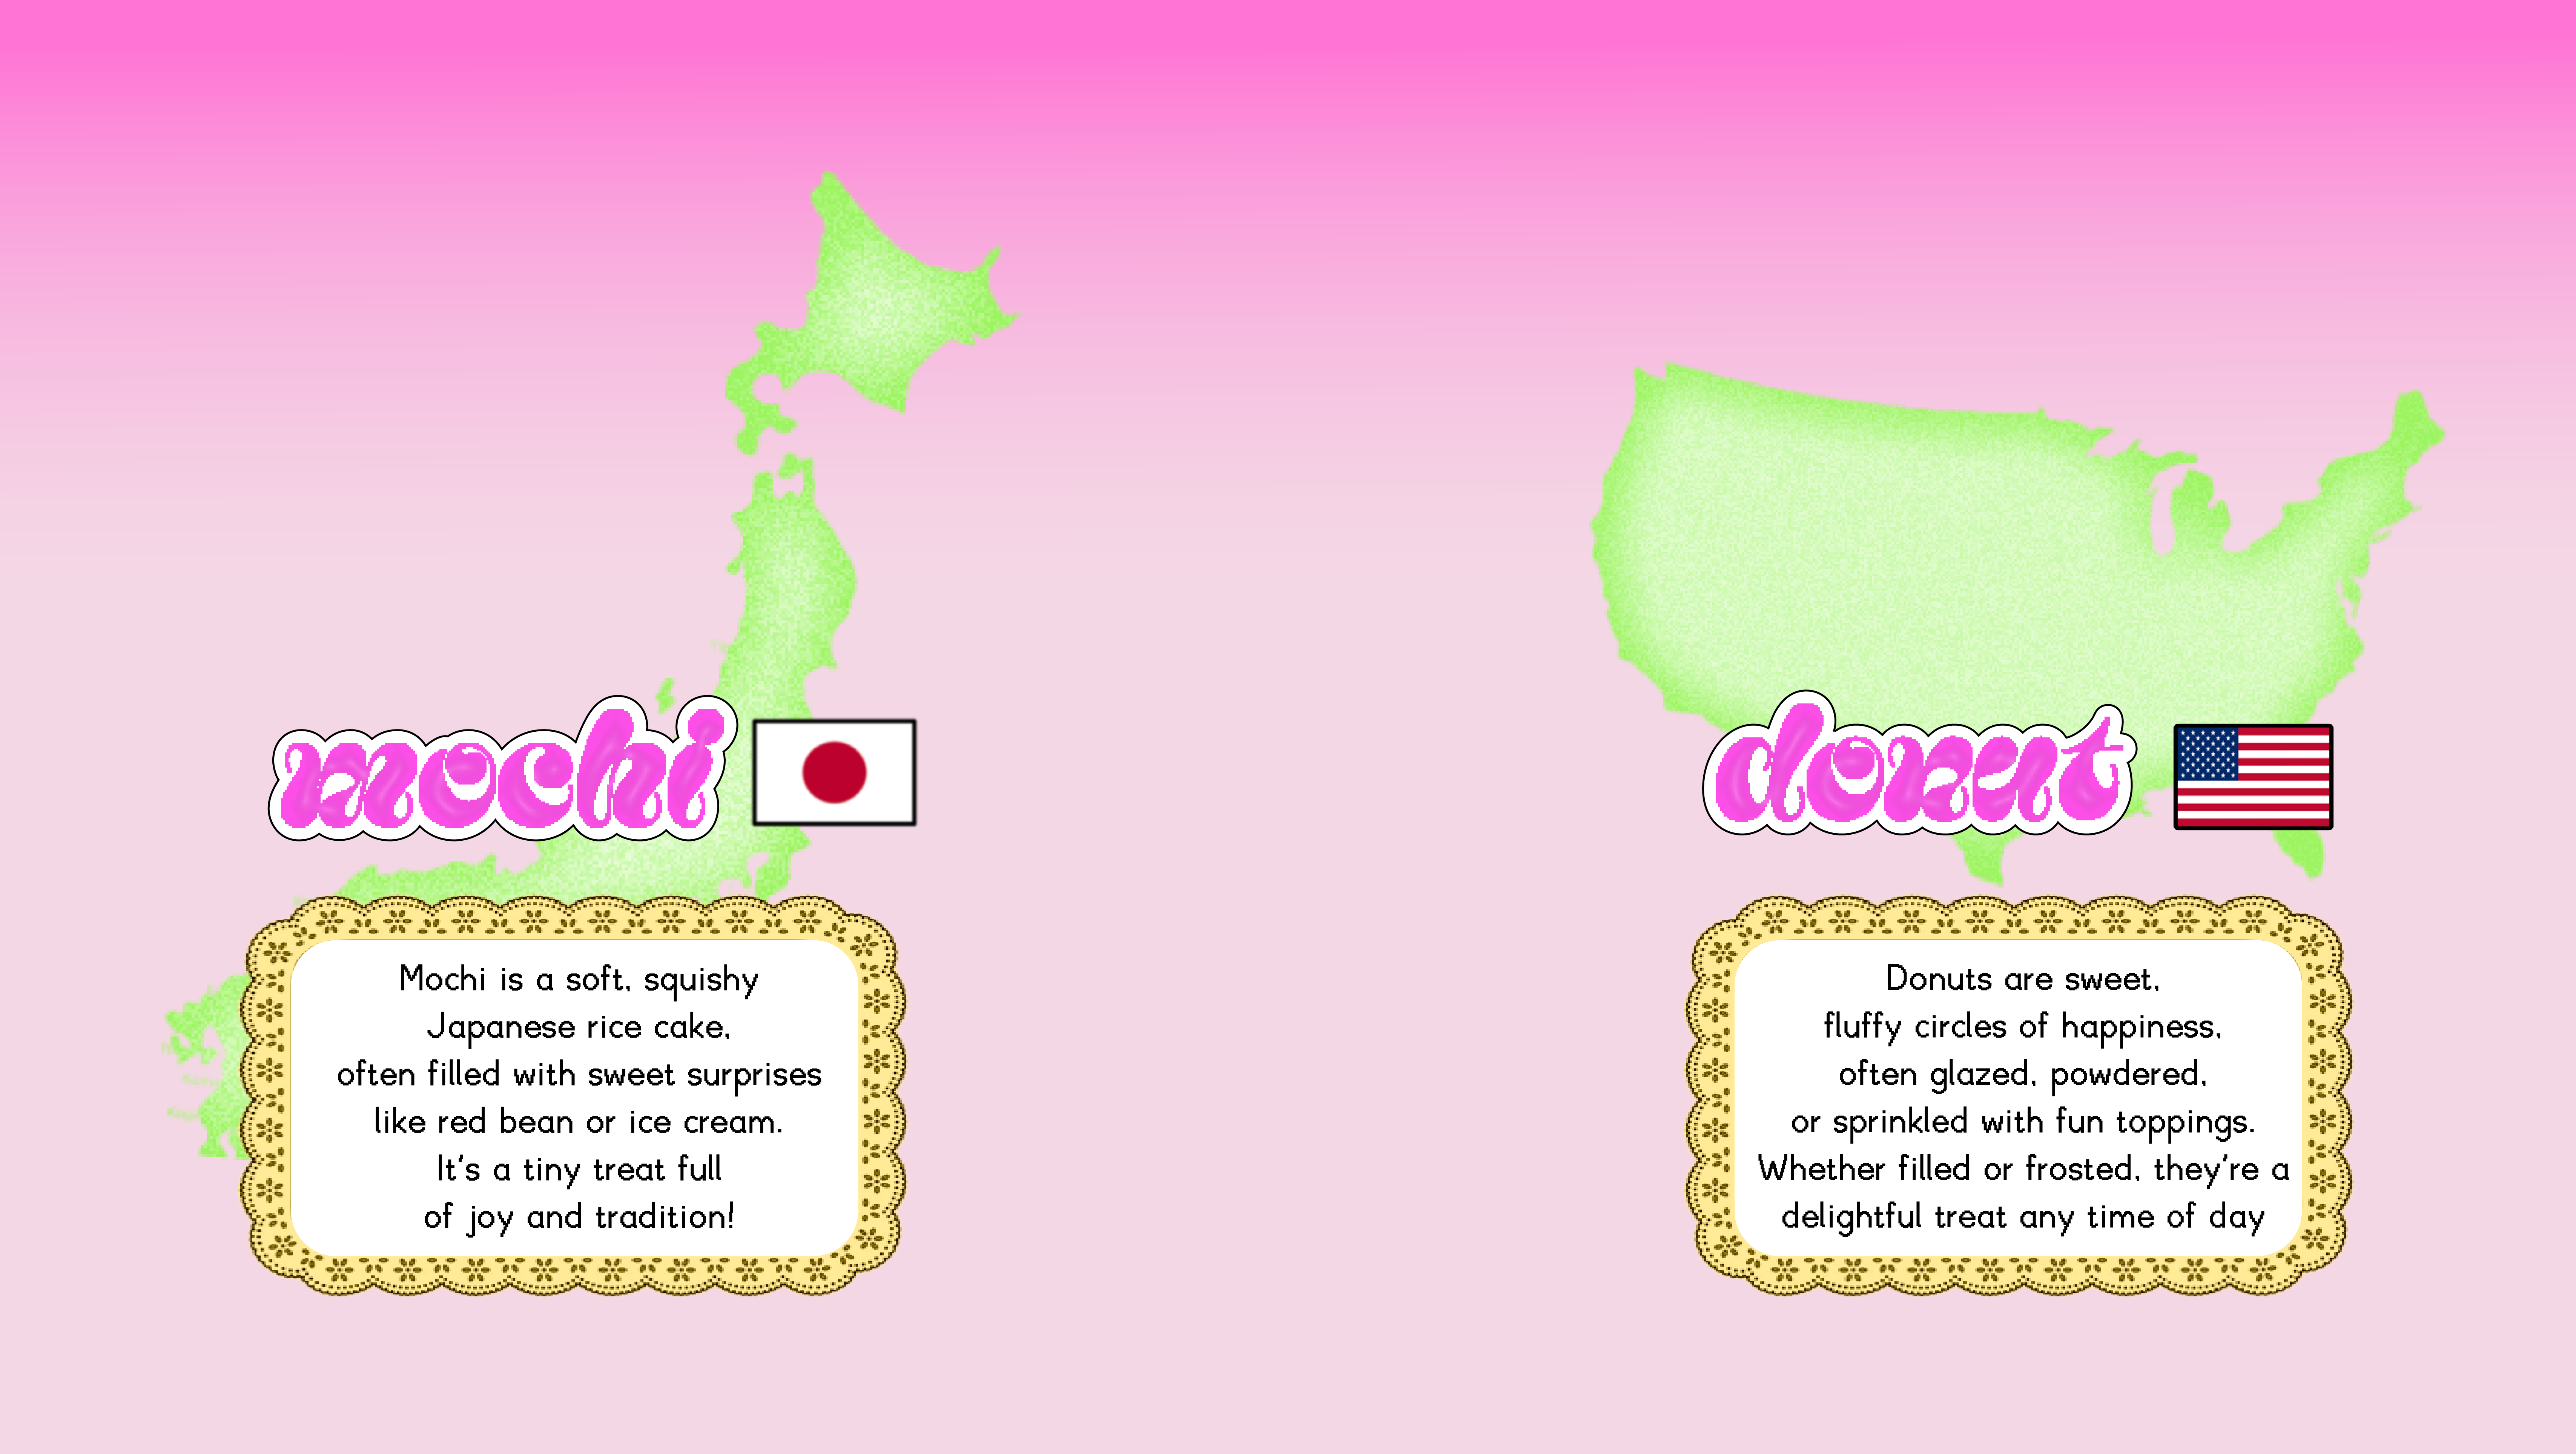 mochi
Mochi is a soft, squishy
Japanese rice cake,
often filled with sweet surprises
like red bean or ice cream.
It's a tiny treat full
of joy and tradition!
donut
Donuts are sweet,
fluffy circles of happiness,
often glazed, powdered,
or sprinkled with fun toppings.
Whether filled or frosted, they're a
delightful treat any time of day